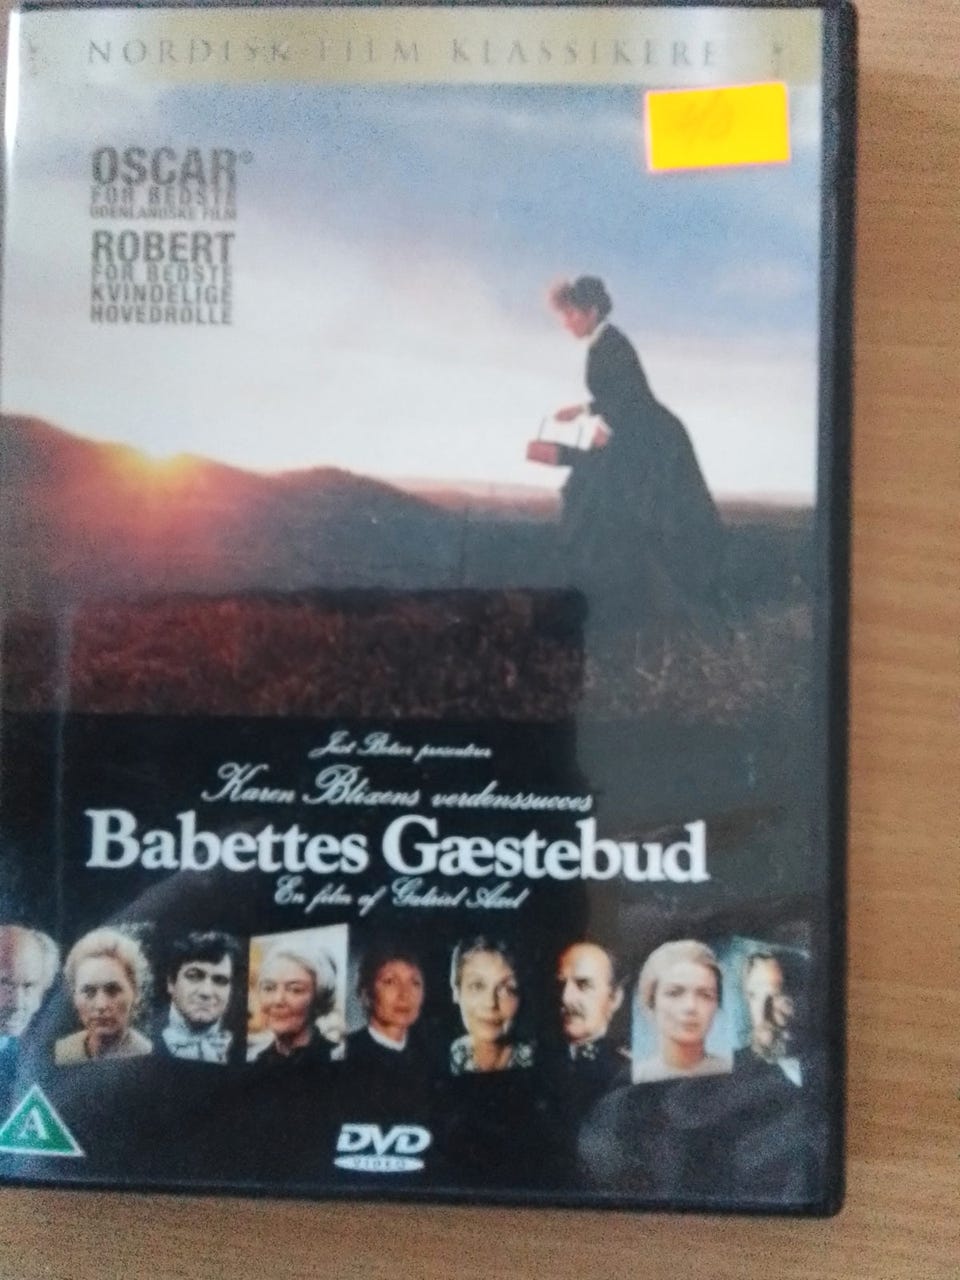 NORDISK FILM KLASSIKERE
OSCAR®
FOR BEDSTE
UDENLANDSKE FILM
ROBERT
FOR BEDSTE
KVINDELIGE
HOVEDROLLE
Just Betzer præsenterer
Karen Blixens verdenssucces
Babettes Gæstebud
En film af Gabriel Axel
A
DVD
VIDEO